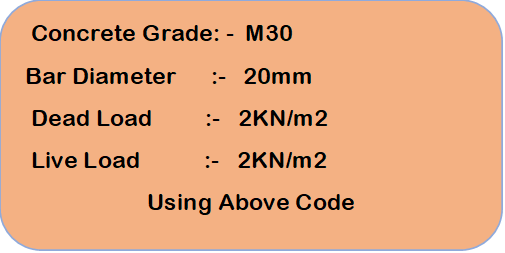 Concrete Grade: - M30
Bar Diameter :- 20mm
Dead Load :- 2KN/m2
Live Load :- 2KN/m2
Using Above Code